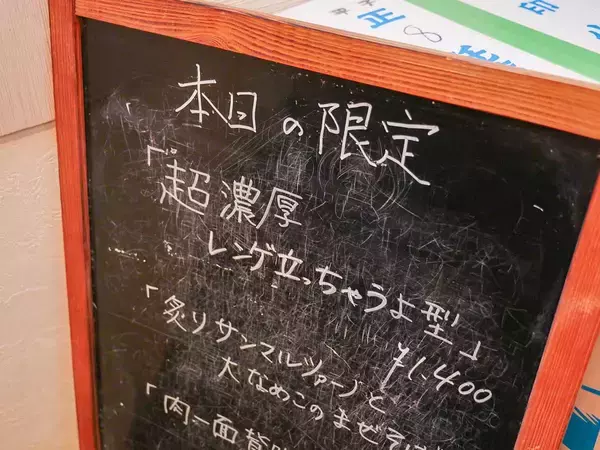 本日の限定
「超濃厚
レンゲ立っちゃうよ型」
¥1,400
「炙りサンマルツァーノと
大なめこのまぜそば
「肉一面